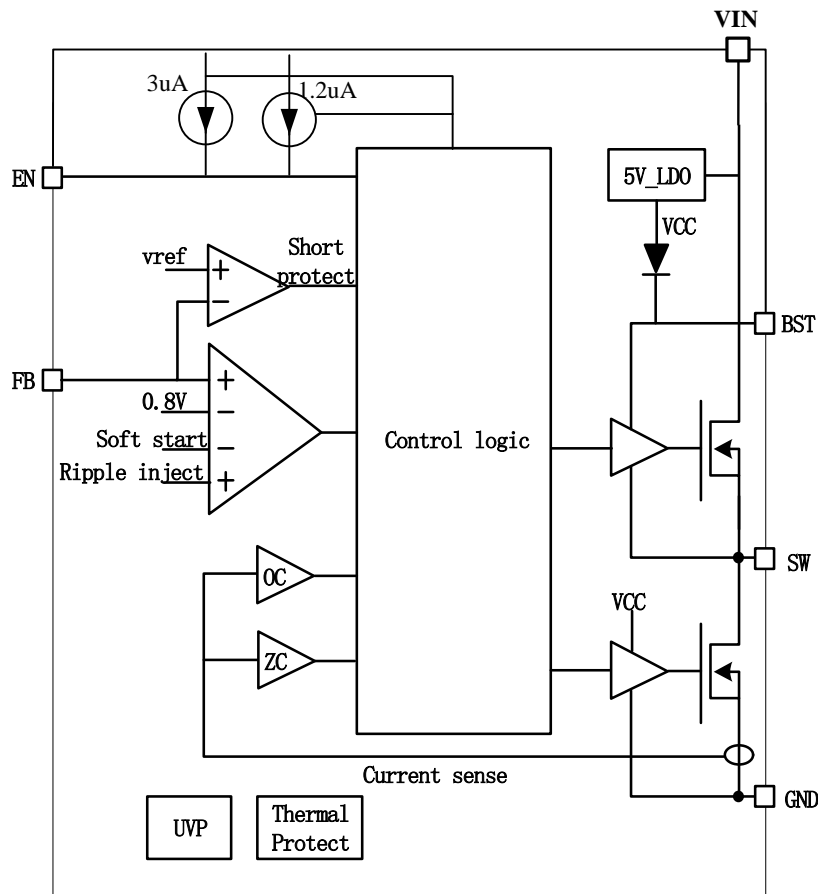 VIN
3uA
1.2uA
EN
5V_LDO
VCC
vref
+
Short
protect
−
BST
FB
+
0.8V
−
Soft start
−
Control logic
Ripple inject
+
SW
OC
VCC
ZC
Current sense
GND
UVP
Thermal
Protect